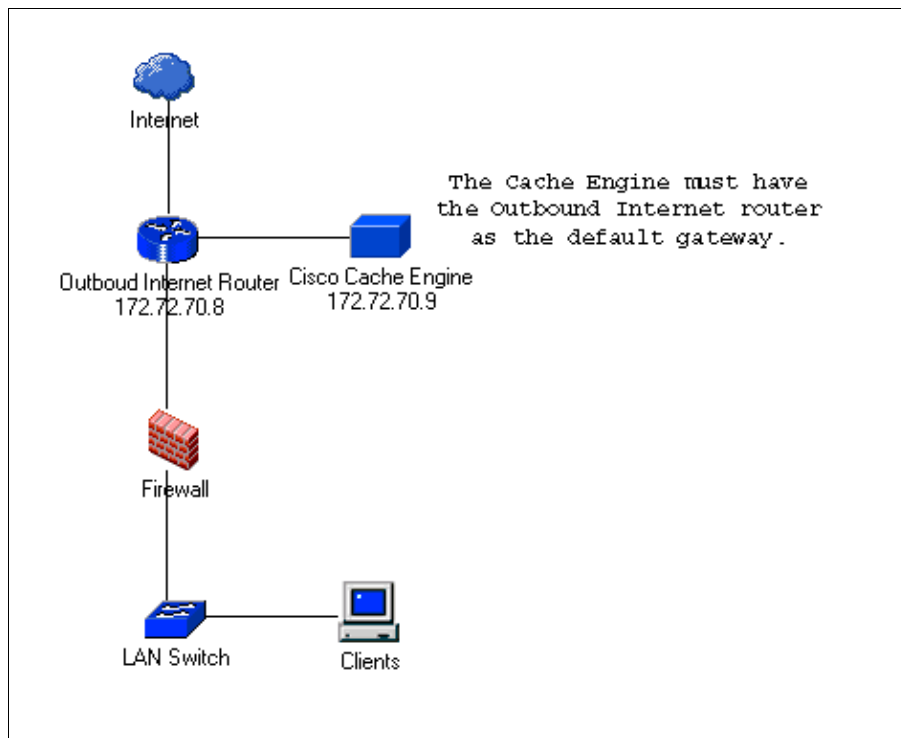 Internet
The Cache Engine must have
the Outbound Internet router
as the default gateway.
Outboud Internet Router
172.72.70.8
Cisco Cache Engine
172.72.70.9
Firewall
LAN Switch
Clients